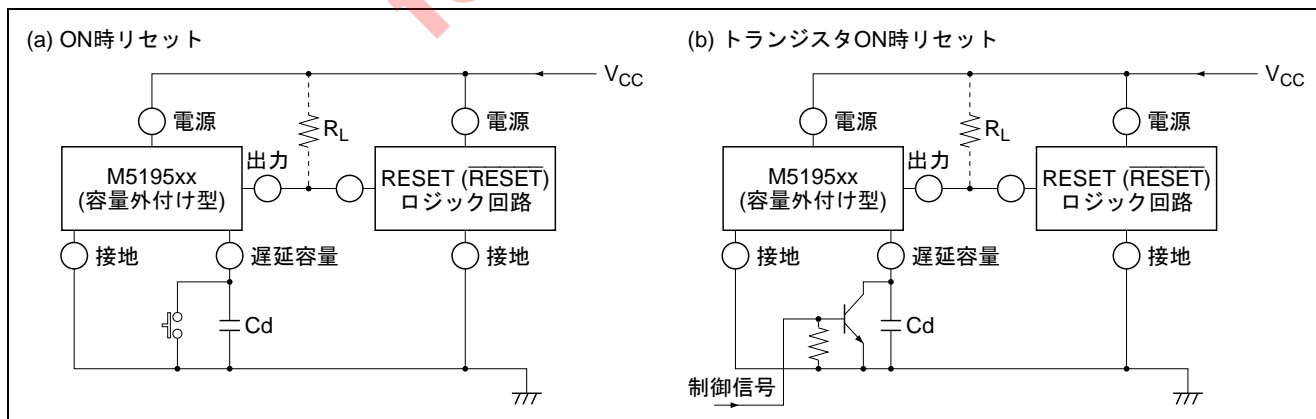 (a) ON時リセット
VCC
電源
RL
電源
M5195xx
(容量外付け型)
出力
RESET (RESET)
ロジック回路
接地
遅延容量
接地
Cd
(b) トランジスタON時リセット
VCC
電源
RL
電源
M5195xx
(容量外付け型)
出力
RESET (RESET)
ロジック回路
接地
遅延容量
接地
Cd
制御信号